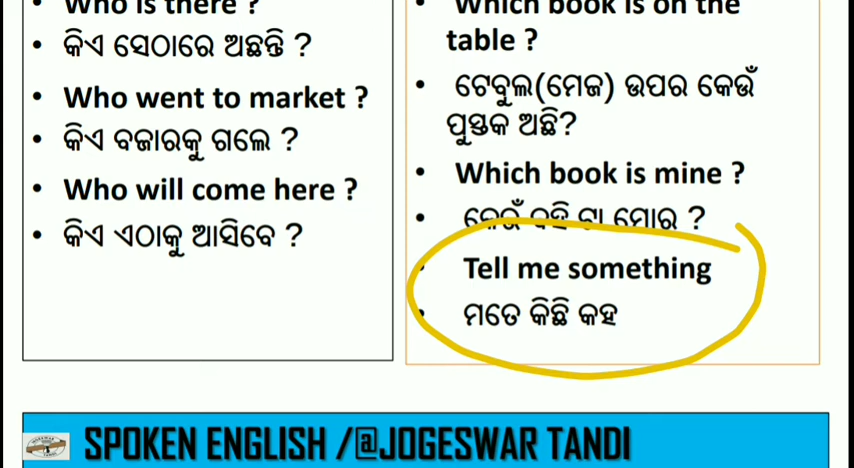 Who is there ?
କିଏ ସେଠାରେ ଅଛନ୍ତି ?
Who went to market ?
କିଏ ବଜାରକୁ ଗଲେ ?
Who will come here ?
କିଏ ଏଠାକୁ ଆସିବେ ?
Which book is on the
table ?
ଟେବୁଲ(ମେଜ) ଉପର କେଉଁ
ପୁସ୍ତକ ଅଛି?
Which book is mine ?
କେଉଁ ବହି ଟା ମୋର ?
Tell me something
ମତେ କିଛି କହ
SPOKEN ENGLISH /@JOGESWAR TANDI